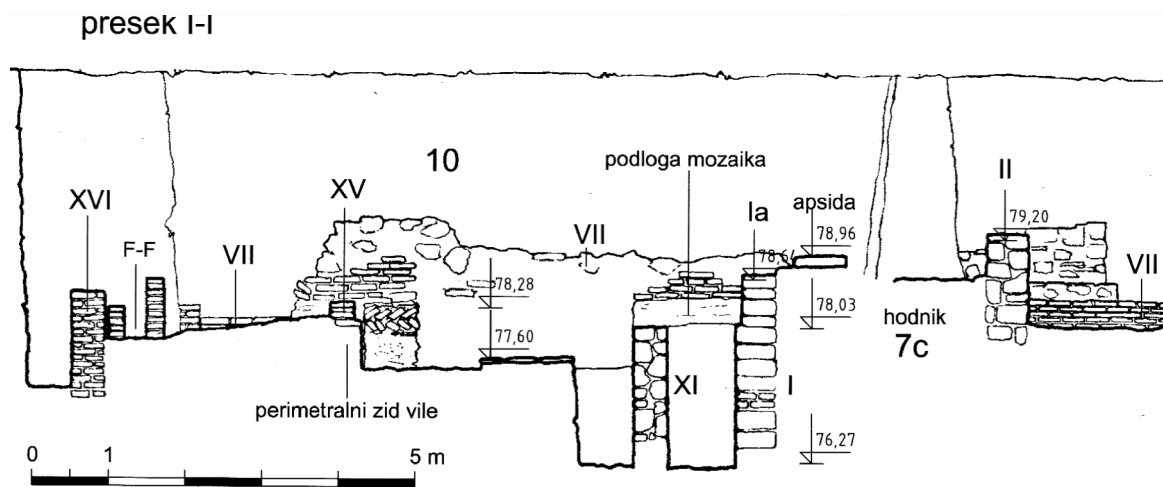 presek I-I
10
podloga mozaika
II
79,20
XV
apsida
XVI
Ia
78,96
F-F
VII
VII
78,64
VII
78,28
78,03
hodnik
7c
77,60
XI
I
perimetralni zid vile
76,27
0 1 5 m